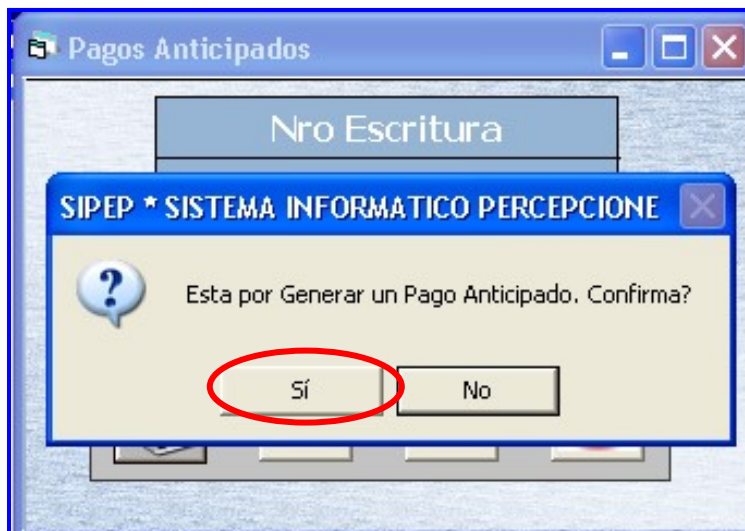 Pagos Anticipados
Nro Escritura
SIPEP * SISTEMA INFORMATICO PERCEPCIONE
Esta por Generar un Pago Anticipado. Confirma?
Sí
No